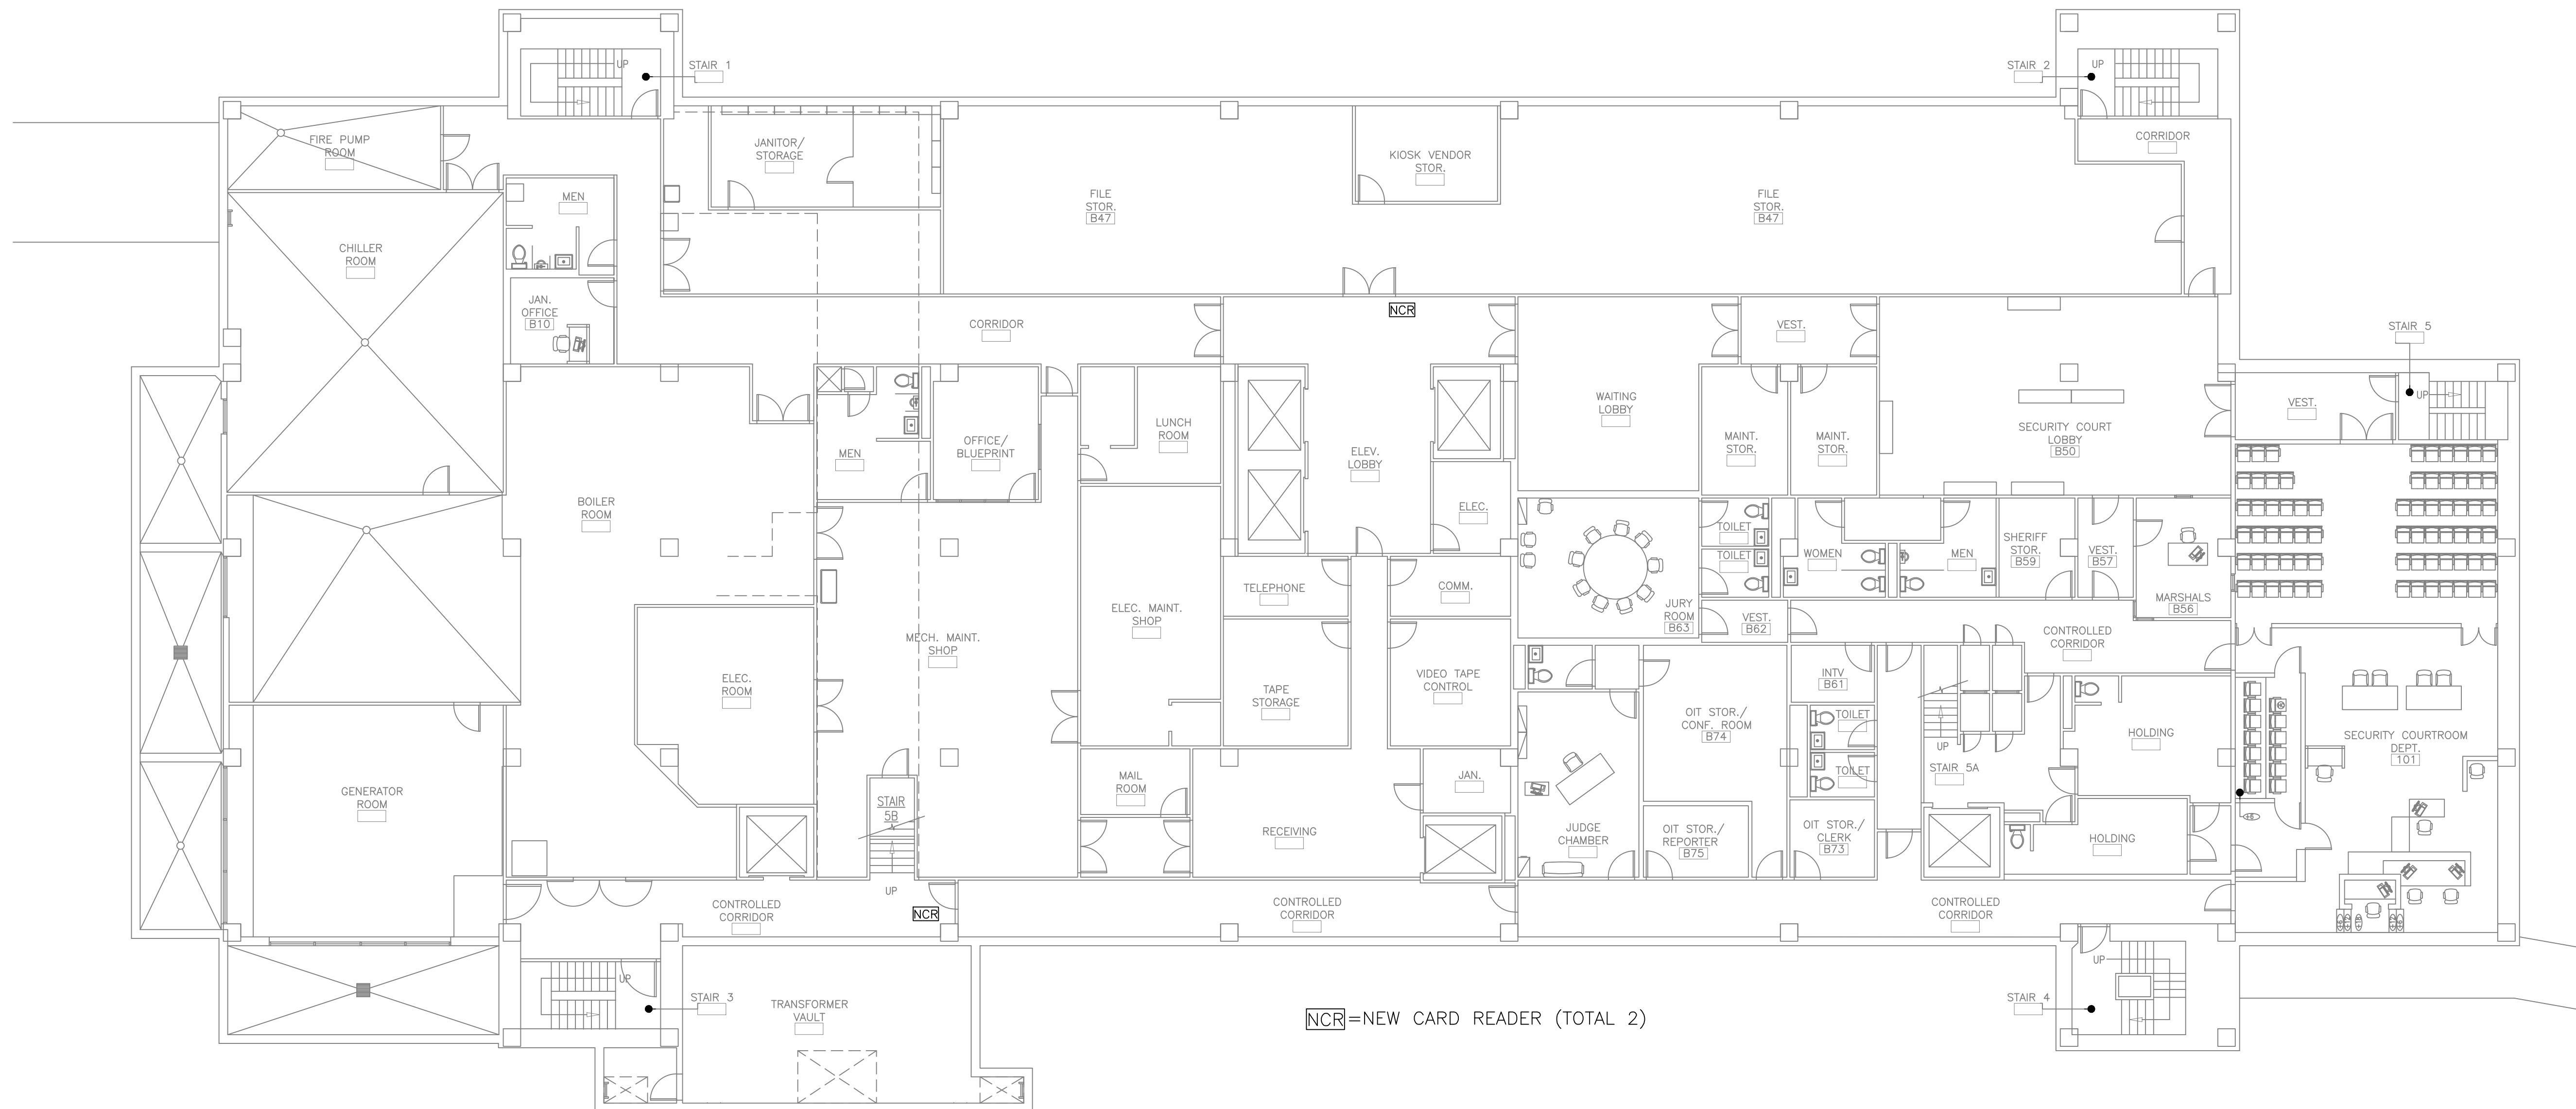 STAIR 1
UP
STAIR 2
UP
FIRE PUMP
ROOM
JANITOR/
STORAGE
KIOSK VENDOR
STOR.
CORRIDOR
MEN
FILE
STOR.
B47
FILE
STOR.
B47
CHILLER
ROOM
JAN.
OFFICE
B10
CORRIDOR
NCR
VEST.
STAIR 5
UP
VEST.
WAITING
LOBBY
LUNCH
ROOM
OFFICE/
BLUEPRINT
MEN
ELEV.
LOBBY
MAINT.
STOR.
MAINT.
STOR.
SECURITY COURT
LOBBY
B50
BOILER
ROOM
ELEC.
TOILET
TOILET
WOMEN
MEN
SHERIFF
STOR.
B59
VEST.
B57
MARSHALS
B56
TELEPHONE
COMM.
ELEC. MAINT.
SHOP
JURY
ROOM
B63
VEST.
B62
MECH. MAINT.
SHOP
CONTROLLED
CORRIDOR
ELEC.
ROOM
TAPE
STORAGE
VIDEO TAPE
CONTROL
INTV
B61
OIT STOR./
CONF. ROOM
B74
TOILET
TOILET
UP
STAIR 5A
HOLDING
SECURITY COURTROOM
DEPT.
101
GENERATOR
ROOM
STAIR
5B
UP
MAIL
ROOM
JAN.
RECEIVING
JUDGE
CHAMBER
OIT STOR./
REPORTER
B75
OIT STOR./
CLERK
B73
HOLDING
CONTROLLED
CORRIDOR
NCR
CONTROLLED
CORRIDOR
CONTROLLED
CORRIDOR
UP
STAIR 3
TRANSFORMER
VAULT
UP
STAIR 4
NCR=NEW CARD READER (TOTAL 2)